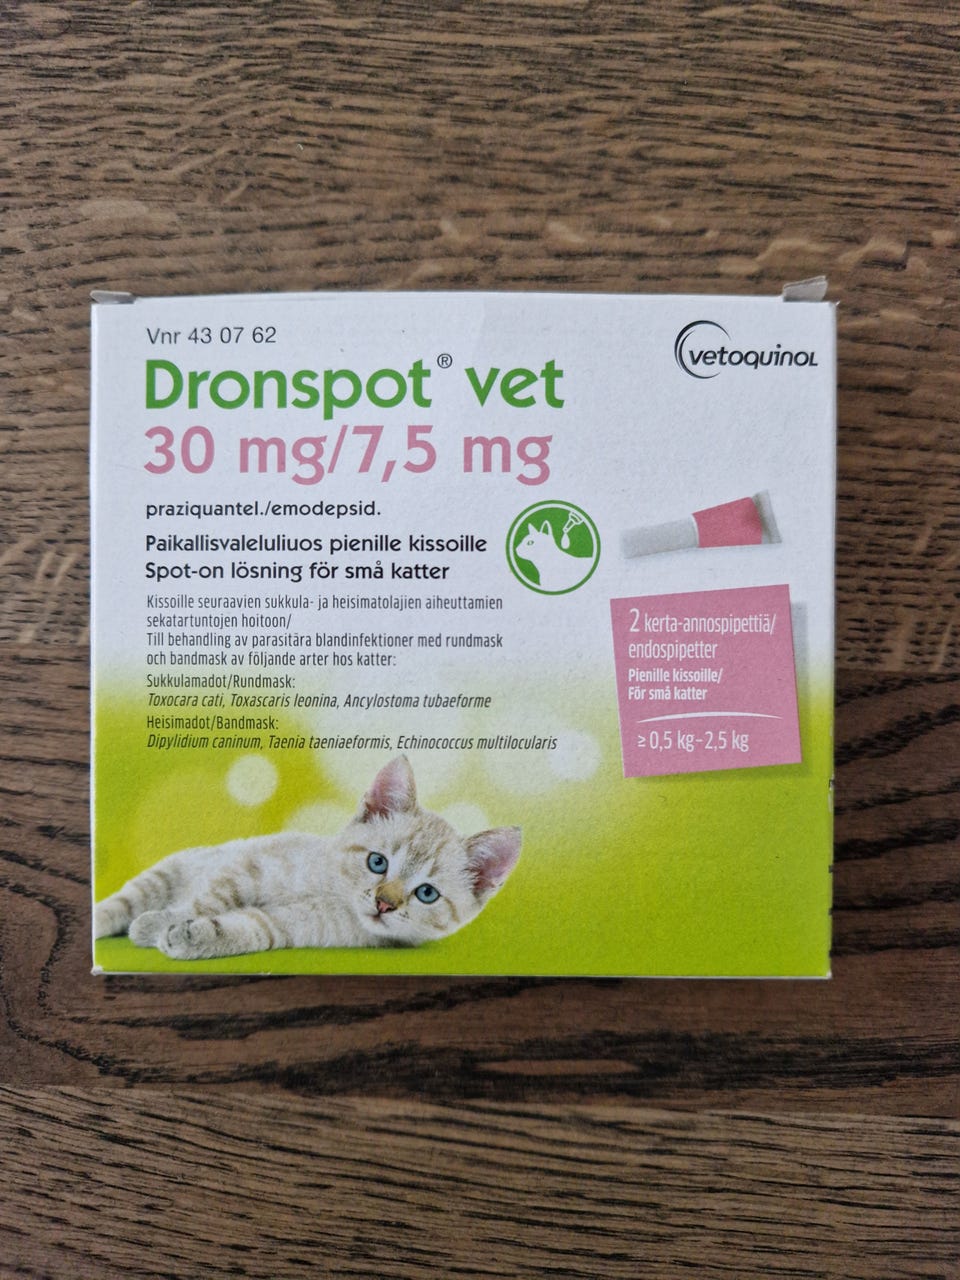 Vnr 43 07 62
vetoquinol
Dronspot® vet
30 mg/7,5 mg
praziquantel./emodepsid.
Paikallisvaleluliuos pienille kissoille
Spot-on lösning för små katter
Kissoille seuraavien sukkula- ja heisimatolajien aiheuttamien
sekatartuntojen hoitoon/
Till behandling av parasitära blandinfektioner med rundmask
och bandmask av följande arter hos katter:
Sukkulamadot/Rundmask:
Toxocara cati, Toxascaris leonina, Ancylostoma tubaeforme
Heisimadot/Bandmask:
Dipylidium caninum, Taenia taeniaeformis, Echinococcus multilocularis
2 kerta-annospipettiä/
endospipetter
Pienille kissoille/
För små katter
≥ 0,5 kg–2,5 kg